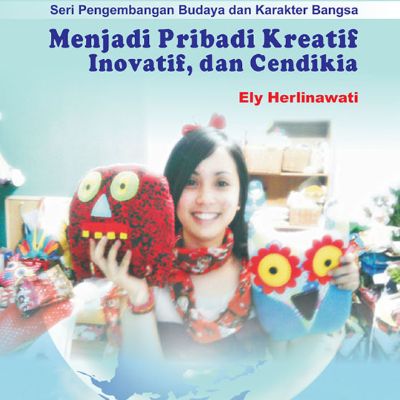 Seri Pengembangan Budaya dan Karakter Bangsa
Menjadi Pribadi Kreatif
Inovatif, dan Cendikia
Ely Herlinawati